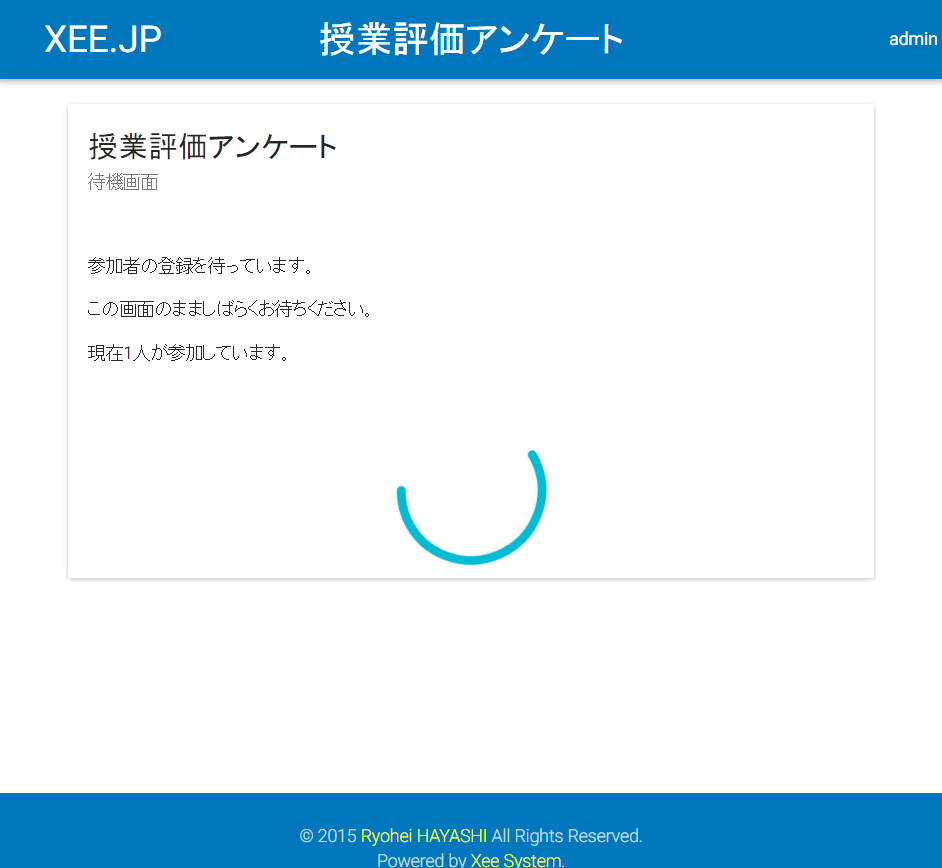 XEE.JP 授業評価アンケート admin
授業評価アンケート
待機画面
参加者の登録を待っています。
この画面のまましばらくお待ちください。
現在1人が参加しています。
© 2015 Ryohei HAYASHI All Rights Reserved.
Powered by Xee System.